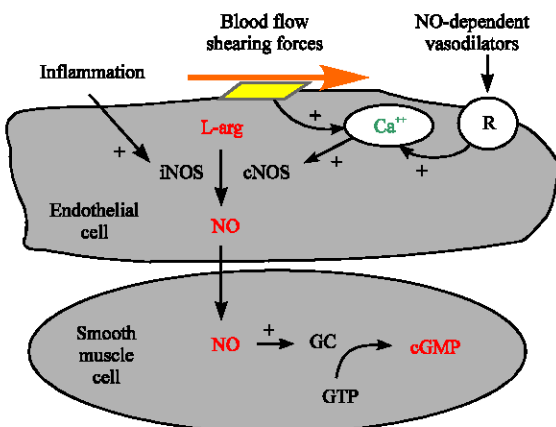 Blood flow
shearing forces
NO-dependent
vasodilators
Inflammation
+
L-arg
Ca++
R
+
iNOS
cNOS
+
+
Endothelial
cell
NO
Smooth
muscle
cell
NO
+
GC
cGMP
GTP